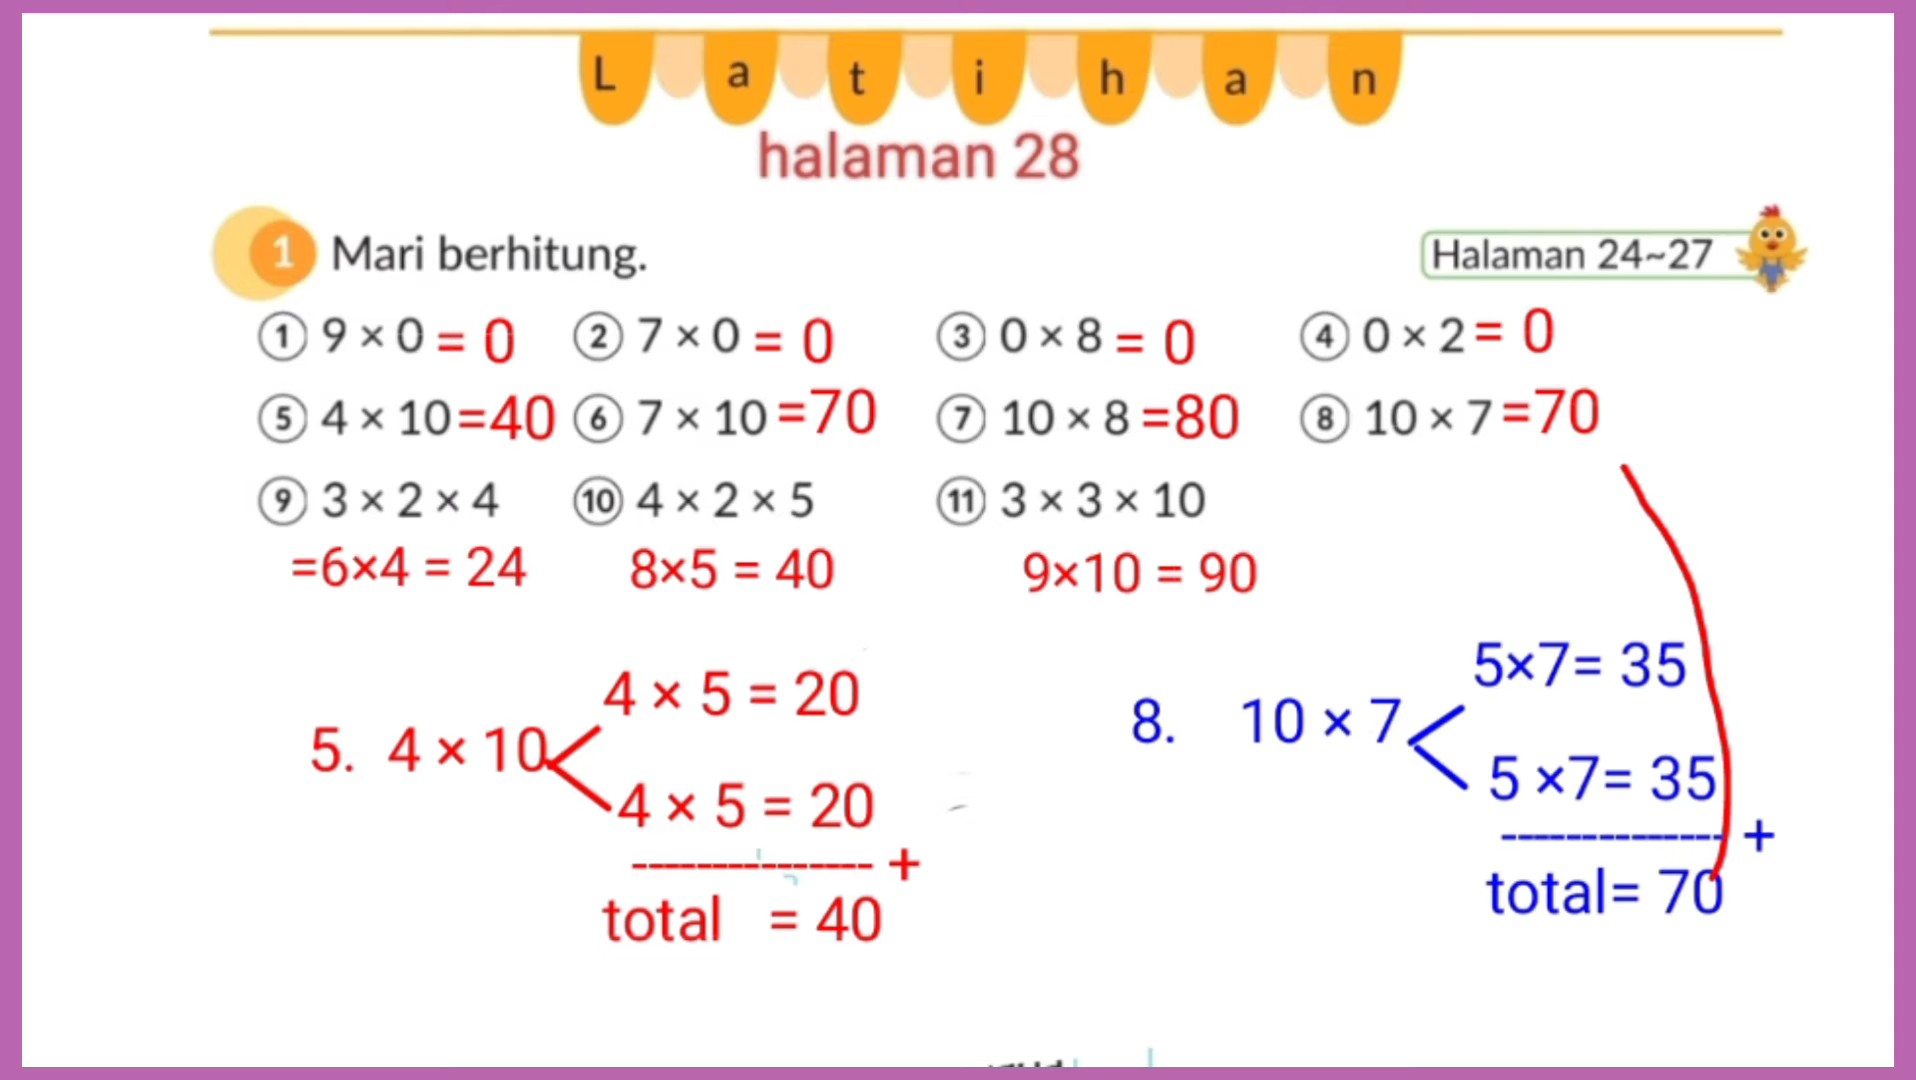 Latihan
halaman 28
1 Mari berhitung. Halaman 24~27
① 9 × 0 = 0 ② 7 × 0 = 0 ③ 0 × 8 = 0 ④ 0 × 2 = 0
⑤ 4 × 10 =40 ⑥ 7 × 10 =70 ⑦ 10 × 8 =80 ⑧ 10 × 7 =70
⑨ 3 × 2 × 4 ⑩ 4 × 2 × 5 ⑪ 3 × 3 × 10
=6×4 = 24 8×5 = 40 9×10 = 90
4 × 5 = 20
5. 4 × 10
4 × 5 = 20
--------------- +
total = 40
5×7= 35
8. 10 × 7
5 ×7= 35
-------------- +
total= 70